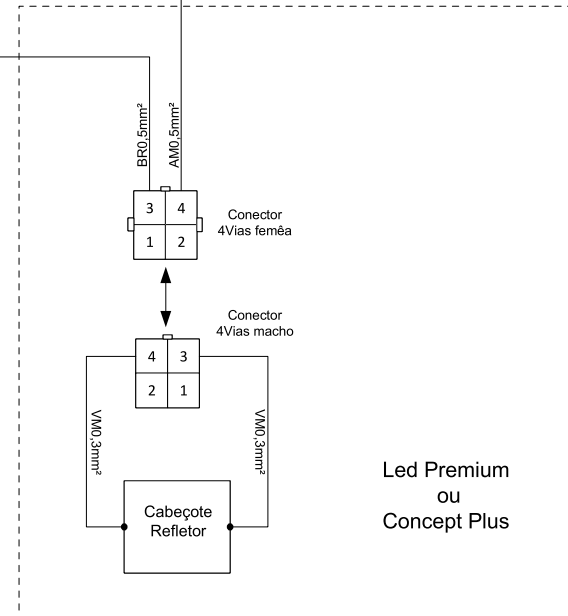 BR0,5mm²
AM0,5mm²
3 4
1 2
Conector
4Vias femêa
Conector
4Vias macho
4 3
2 1
VM0,3mm²
VM0,3mm²
Cabeçote
Refletor
Led Premium
ou
Concept Plus